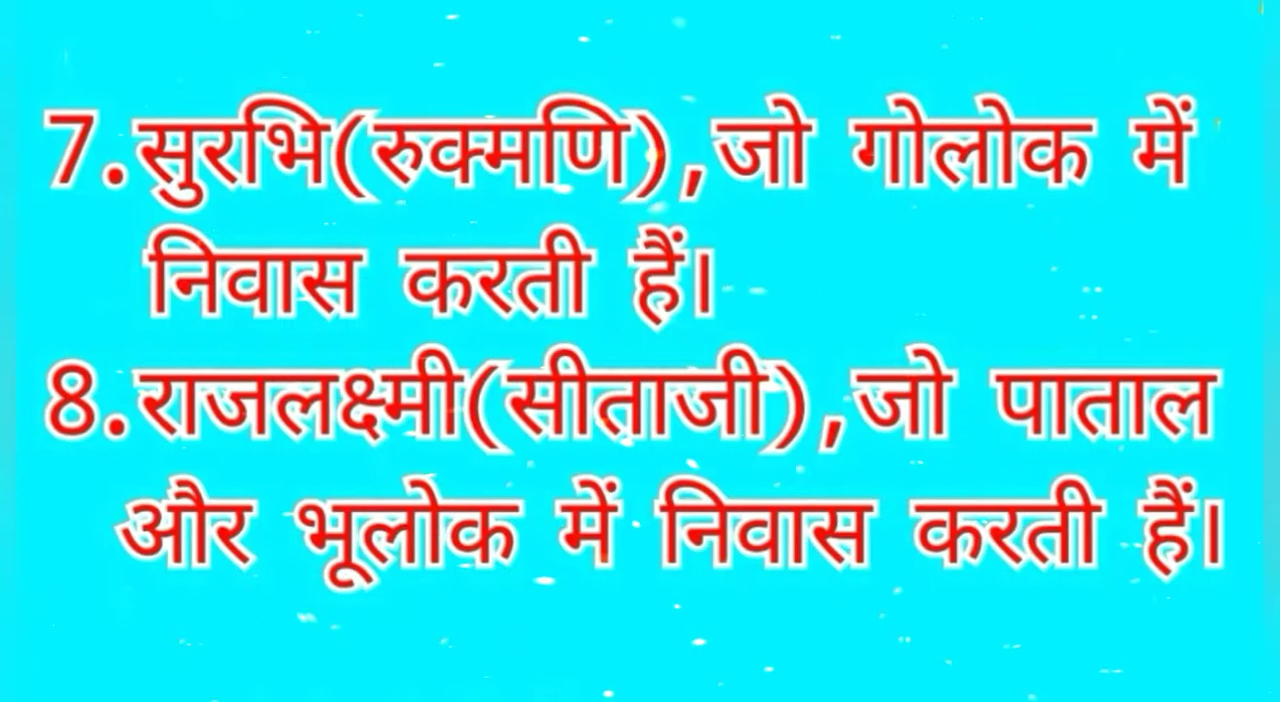 7.सुरभि(रुक्मणि),जो गोलोक में
निवास करती हैं।
8.राजलक्ष्मी(सीताजी),जो पाताल
और भूलोक में निवास करती हैं।